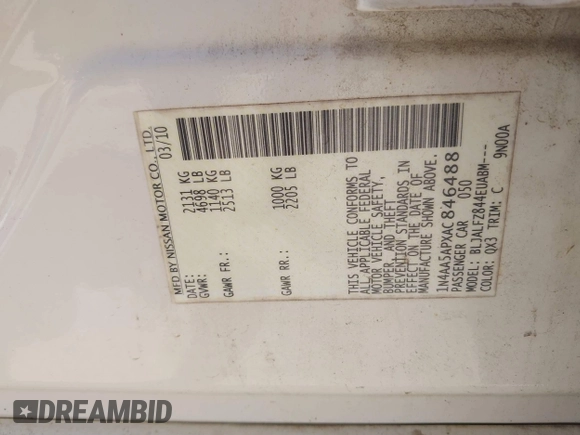 MFD BY NISSAN MOTOR CO., LTD.
DATE: 03/10
GVWR: 2131 KG
4698 LB
GAWR FR: 1140 KG
2513 LB
GAWR RR: 1000 KG
2205 LB
THIS VEHICLE CONFORMS TO
ALL APPLICABLE FEDERAL
MOTOR VEHICLE SAFETY,
BUMPER, AND THEFT
PREVENTION STANDARDS IN
EFFECT ON THE DATE OF
MANUFACTURE SHOWN ABOVE.
1N4AA5APXAC846488
PASSENGER CAR 050
MODEL: BLJALFZ844EUABM---
COLOR: QX3 TRIM: C 9N00A
DREAMBID